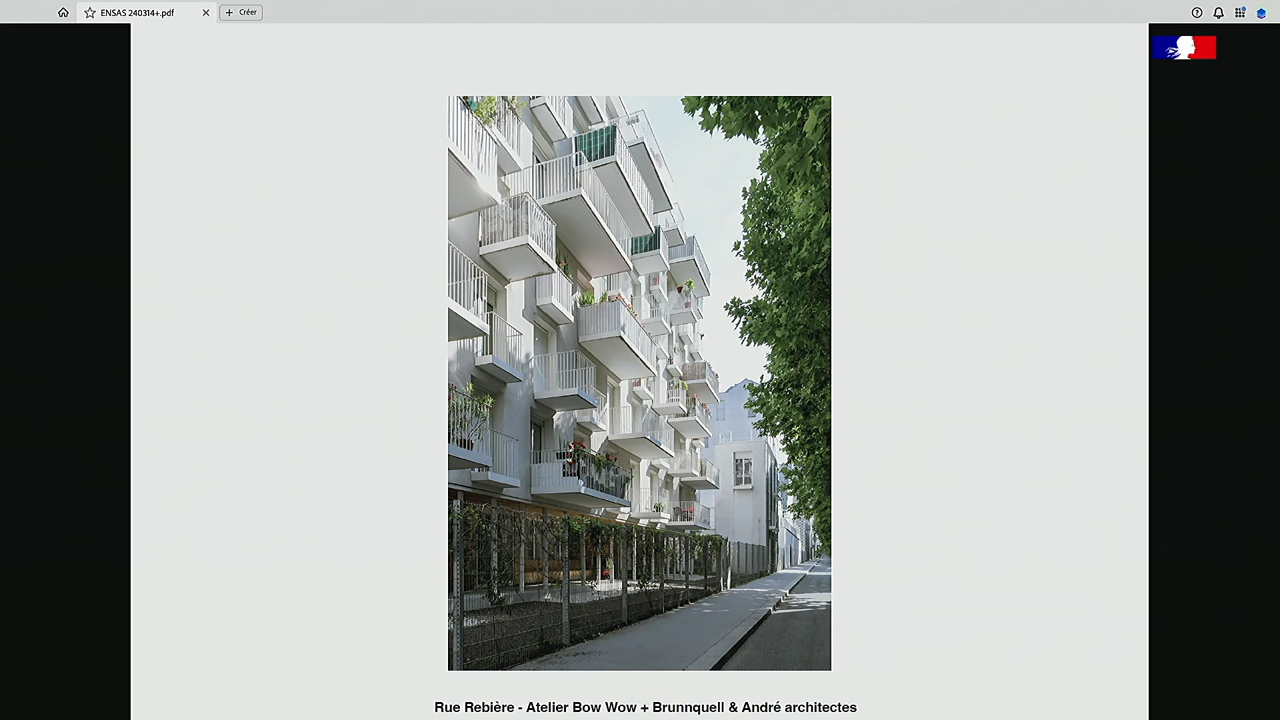 ENSAS 240314+.pdf
Créer
Rue Rebière - Atelier Bow Wow + Brunnquell & André architectes